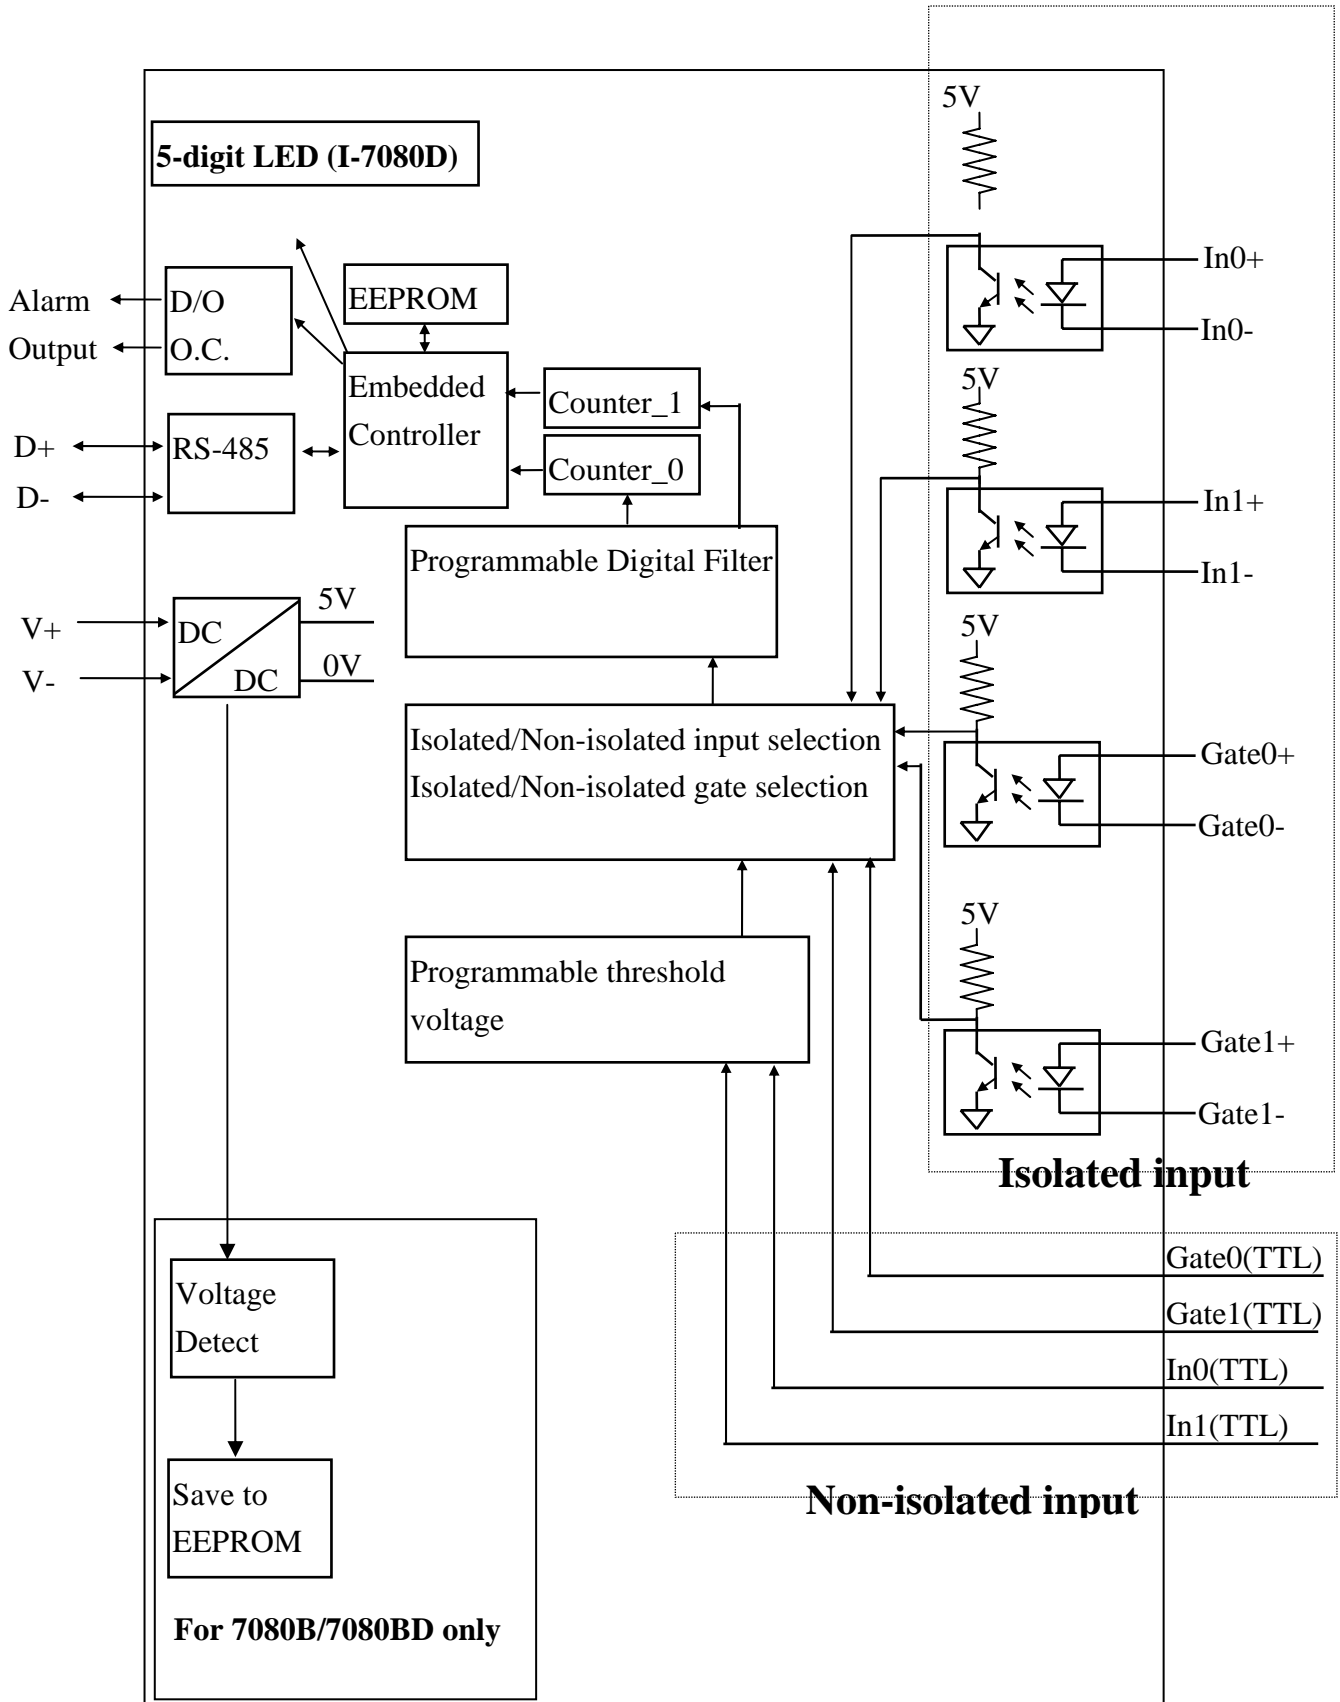 5V
5-digit LED (I-7080D)
In0+
In0-
Alarm
Output
D/O
O.C.
EEPROM
Embedded
Controller
Counter_1
Counter_0
5V
D+
D-
RS-485
In1+
In1-
Programmable Digital Filter
V+
V-
DC
DC
5V
0V
5V
Isolated/Non-isolated input selection
Isolated/Non-isolated gate selection
Gate0+
Gate0-
5V
Programmable threshold
voltage
Gate1+
Gate1-
Isolated input
Gate0(TTL)
Gate1(TTL)
In0(TTL)
In1(TTL)
Non-isolated input
Voltage
Detect
Save to
EEPROM
For 7080B/7080BD only